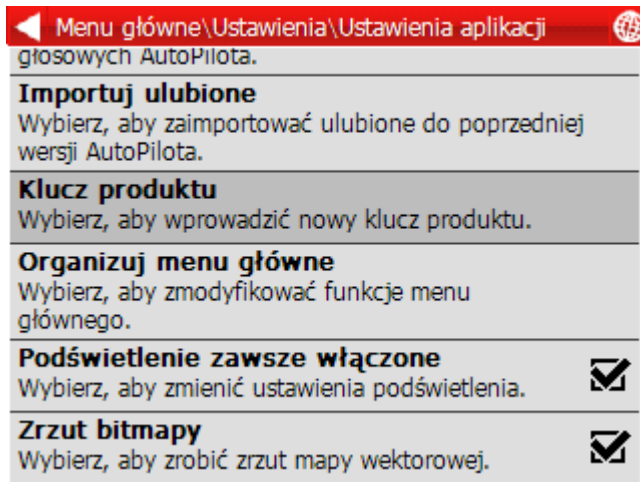 Menu główne\Ustawienia\Ustawienia aplikacji
głosowych AutoPilota.
Importuj ulubione
Wybierz, aby zaimportować ulubione do poprzedniej
wersji AutoPilota.
Klucz produktu
Wybierz, aby wprowadzić nowy klucz produktu.
Organizuj menu główne
Wybierz, aby zmodyfikować funkcje menu
głównego.
Podświetlenie zawsze włączone
Wybierz, aby zmienić ustawienia podświetlenia.
Zrzut bitmapy
Wybierz, aby zrobić zrzut mapy wektorowej.